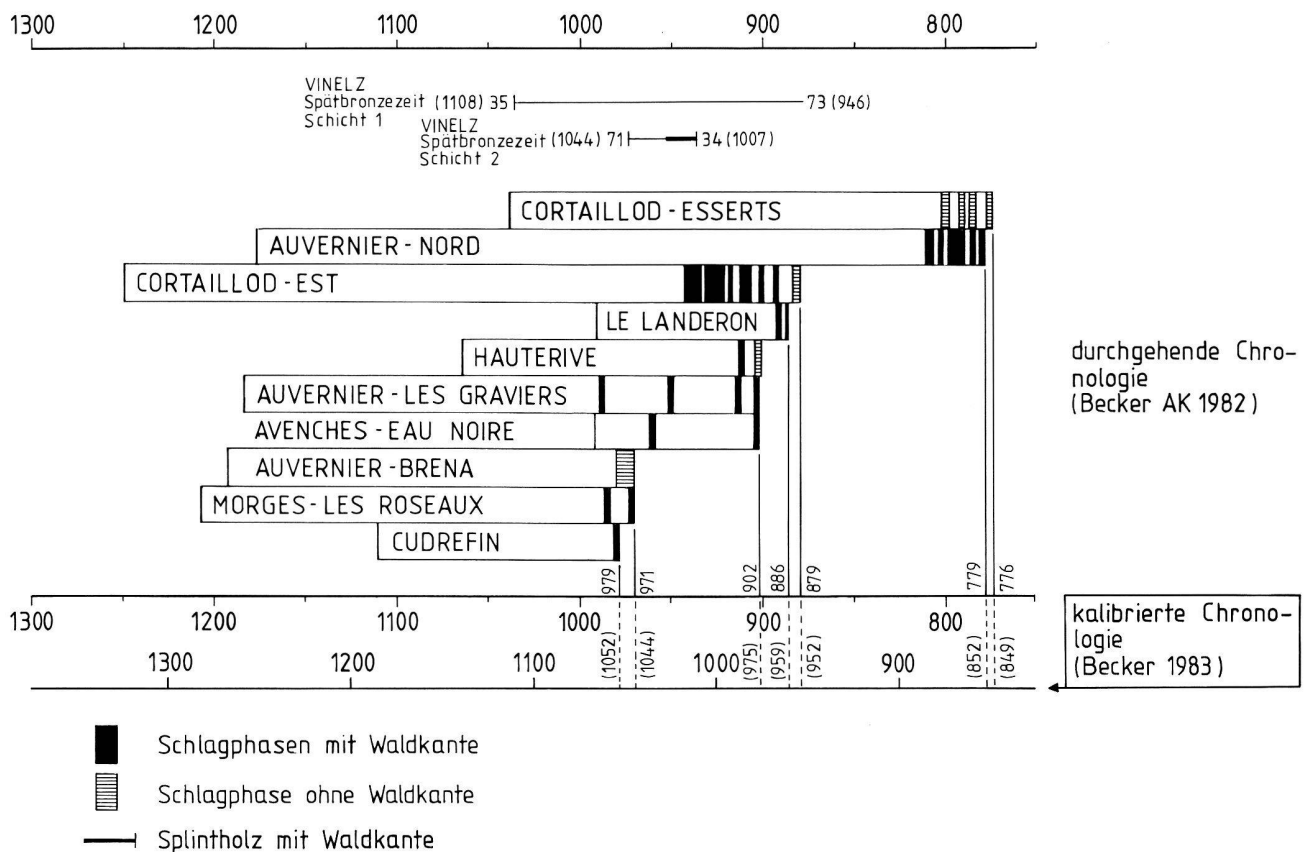 1300 1200 1100 1000 900 800
VINELZ
Spätbronzezeit (1108) 35 73 (946)
Schicht 1
VINELZ
Spätbronzezeit (1044) 71 34 (1007)
Schicht 2
CORTAILLOD-ESSERTS
AUVERNIER-NORD
CORTAILLOD-EST
LE LANDERON
HAUTERIVE
AUVERNIER-LES GRAVIERS
AVENCHES-EAU NOIRE
AUVERNIER-BRENA
MORGES-LES ROSEAUX
CUDREFIN
durchgehende Chro-
nologie
(Becker AK 1982)
979 971 902 886 879 779 776
1300 1200 1100 1000 900 800
(1052) (1044) (975) (959) (952) (852) (849)
1300 1200 1100 1000 900
kalibrierte Chrono-
logie
(Becker 1983)
Schlagphasen mit Waldkante
Schlagphase ohne Waldkante
Splintholz mit Waldkante